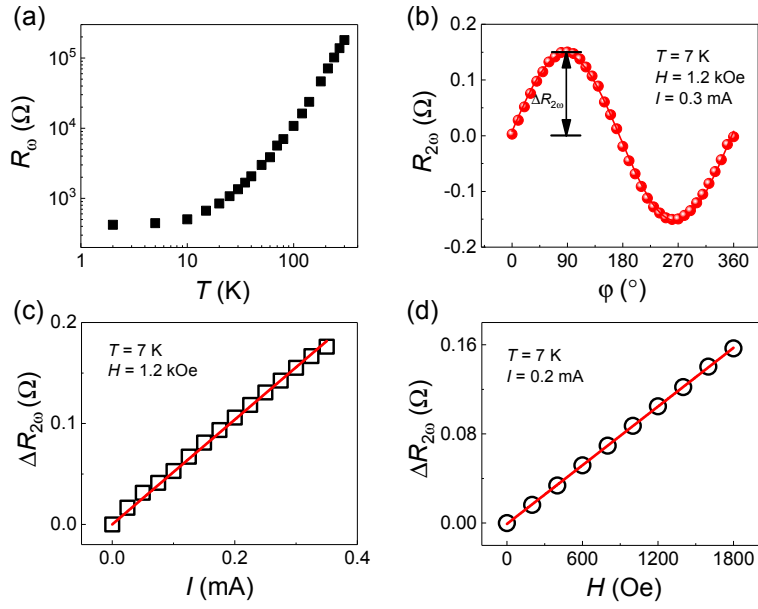 (a)
10^5
10^4
10^3
R_ω (Ω)
1
10
100
T (K)
(b)
0.2
0.1
0.0
-0.1
-0.2
R_2ω (Ω)
T = 7 K
H = 1.2 kOe
I = 0.3 mA
ΔR_2ω
0
90
180
270
360
φ (°)
(c)
0.2
0.1
0.0
ΔR_2ω (Ω)
T = 7 K
H = 1.2 kOe
0.0
0.2
0.4
I (mA)
(d)
0.16
0.08
0.00
ΔR_2ω (Ω)
T = 7 K
I = 0.2 mA
0
600
1200
1800
H (Oe)